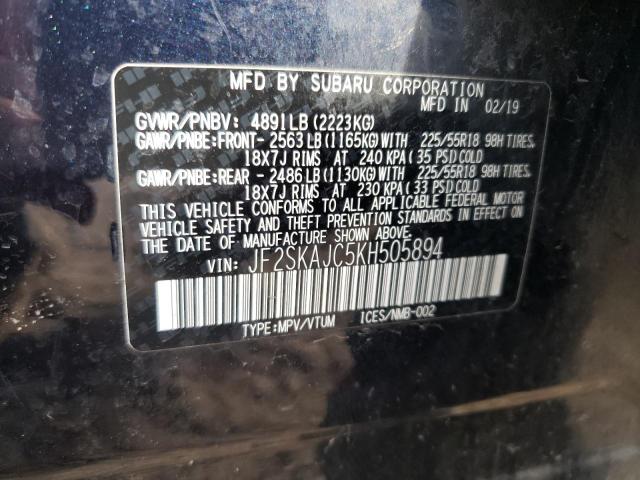 MFD BY SUBARU CORPORATION
MFD IN 02/19
GVWR/PNBV: 4891LB(2223KG)
GAWR/PNBE:FRONT- 2563LB(1165KG)WITH 225/55R18 98H TIRES.
18X7J RIMS AT 240 KPA(35 PSI)COLD
GAWR/PNBE:REAR - 2486LB(1130KG)WITH 225/55R18 98H TIRES.
18X7J RIMS AT 230 KPA(33 PSI)COLD
THIS VEHICLE CONFORMS TO ALL APPLICABLE FEDERAL MOTOR
VEHICLE SAFETY AND THEFT PREVENTION STANDARDS IN EFFECT
ON THE DATE OF MANUFACTURE SHOWN ABOVE.
VIN: JF2SKAJC5KH505894
TYPE:MPV/VTUM ICES/NMB-002